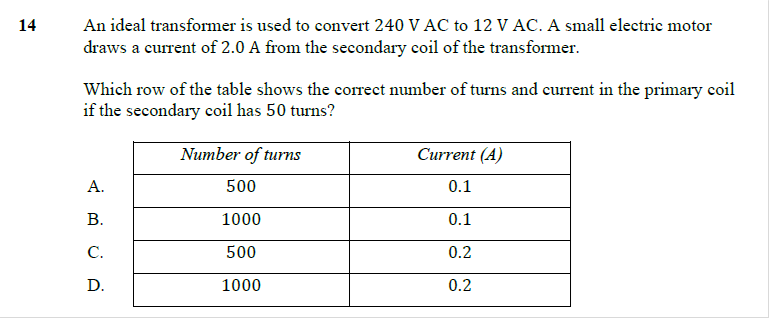 14 An ideal transformer is used to convert 240 V AC to 12 V AC. A small electric motor
draws a current of 2.0 A from the secondary coil of the transformer.
Which row of the table shows the correct number of turns and current in the primary coil
if the secondary coil has 50 turns?
Number of turns Current (A)
A. 500 0.1
B. 1000 0.1
C. 500 0.2
D. 1000 0.2